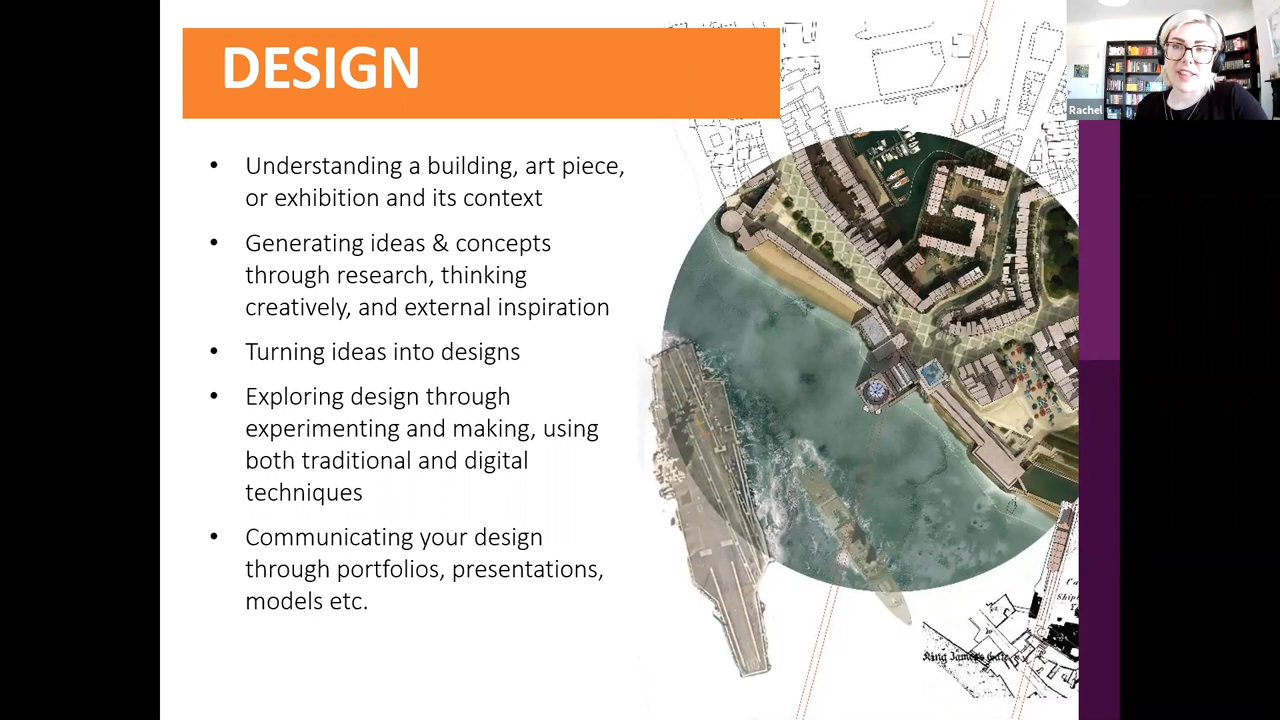 DESIGN
Rachel
• Understanding a building, art piece,
or exhibition and its context
• Generating ideas & concepts
through research, thinking
creatively, and external inspiration
• Turning ideas into designs
• Exploring design through
experimenting and making, using
both traditional and digital
techniques
• Communicating your design
through portfolios, presentations,
models etc.
King James's Gate